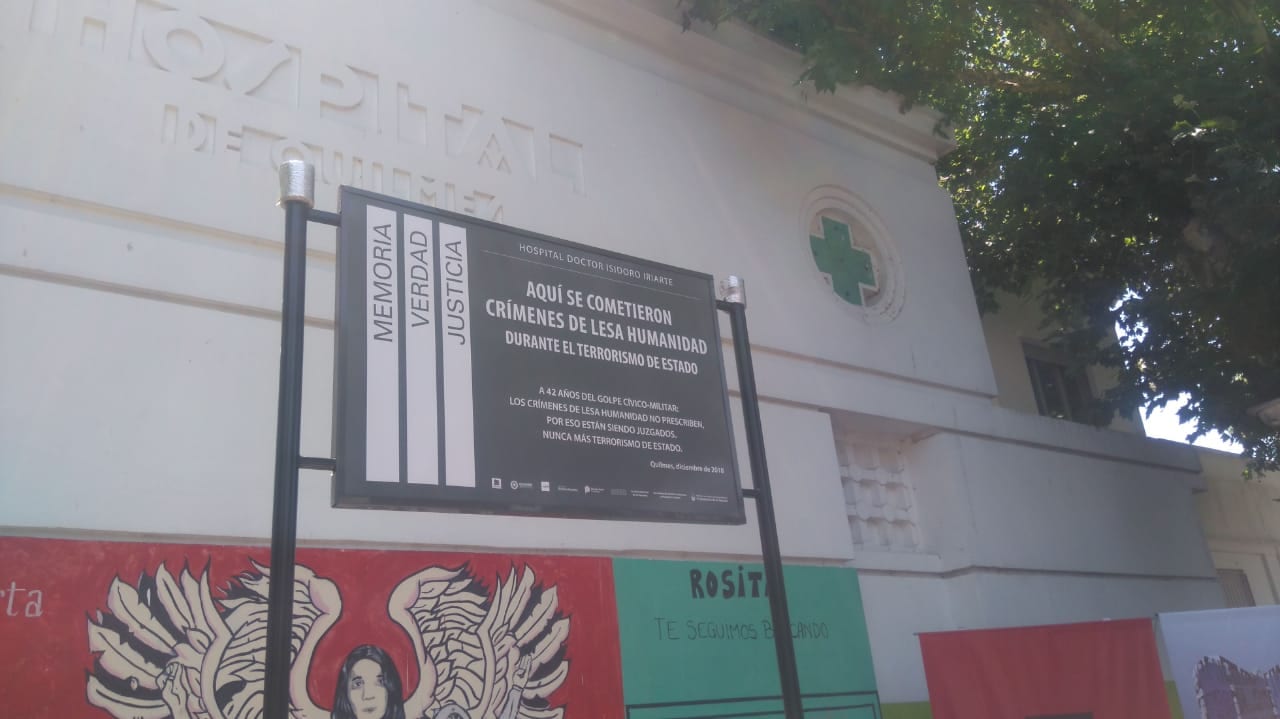 HOSPITAL
DE QUILMES
MEMORIA
VERDAD
JUSTICIA
HOSPITAL DOCTOR ISIDORO IRIARTE
AQUÍ SE COMETIERON
CRÍMENES DE LESA HUMANIDAD
DURANTE EL TERRORISMO DE ESTADO
A 42 AÑOS DEL GOLPE CÍVICO-MILITAR:
LOS CRÍMENES DE LESA HUMANIDAD NO PRESCRIBEN,
POR ESO ESTÁN SIENDO JUZGADOS.
NUNCA MÁS TERRORISMO DE ESTADO.
Quilmes, diciembre de 2018
rta
ROSITA
TE SEGUIMOS BUSCANDO